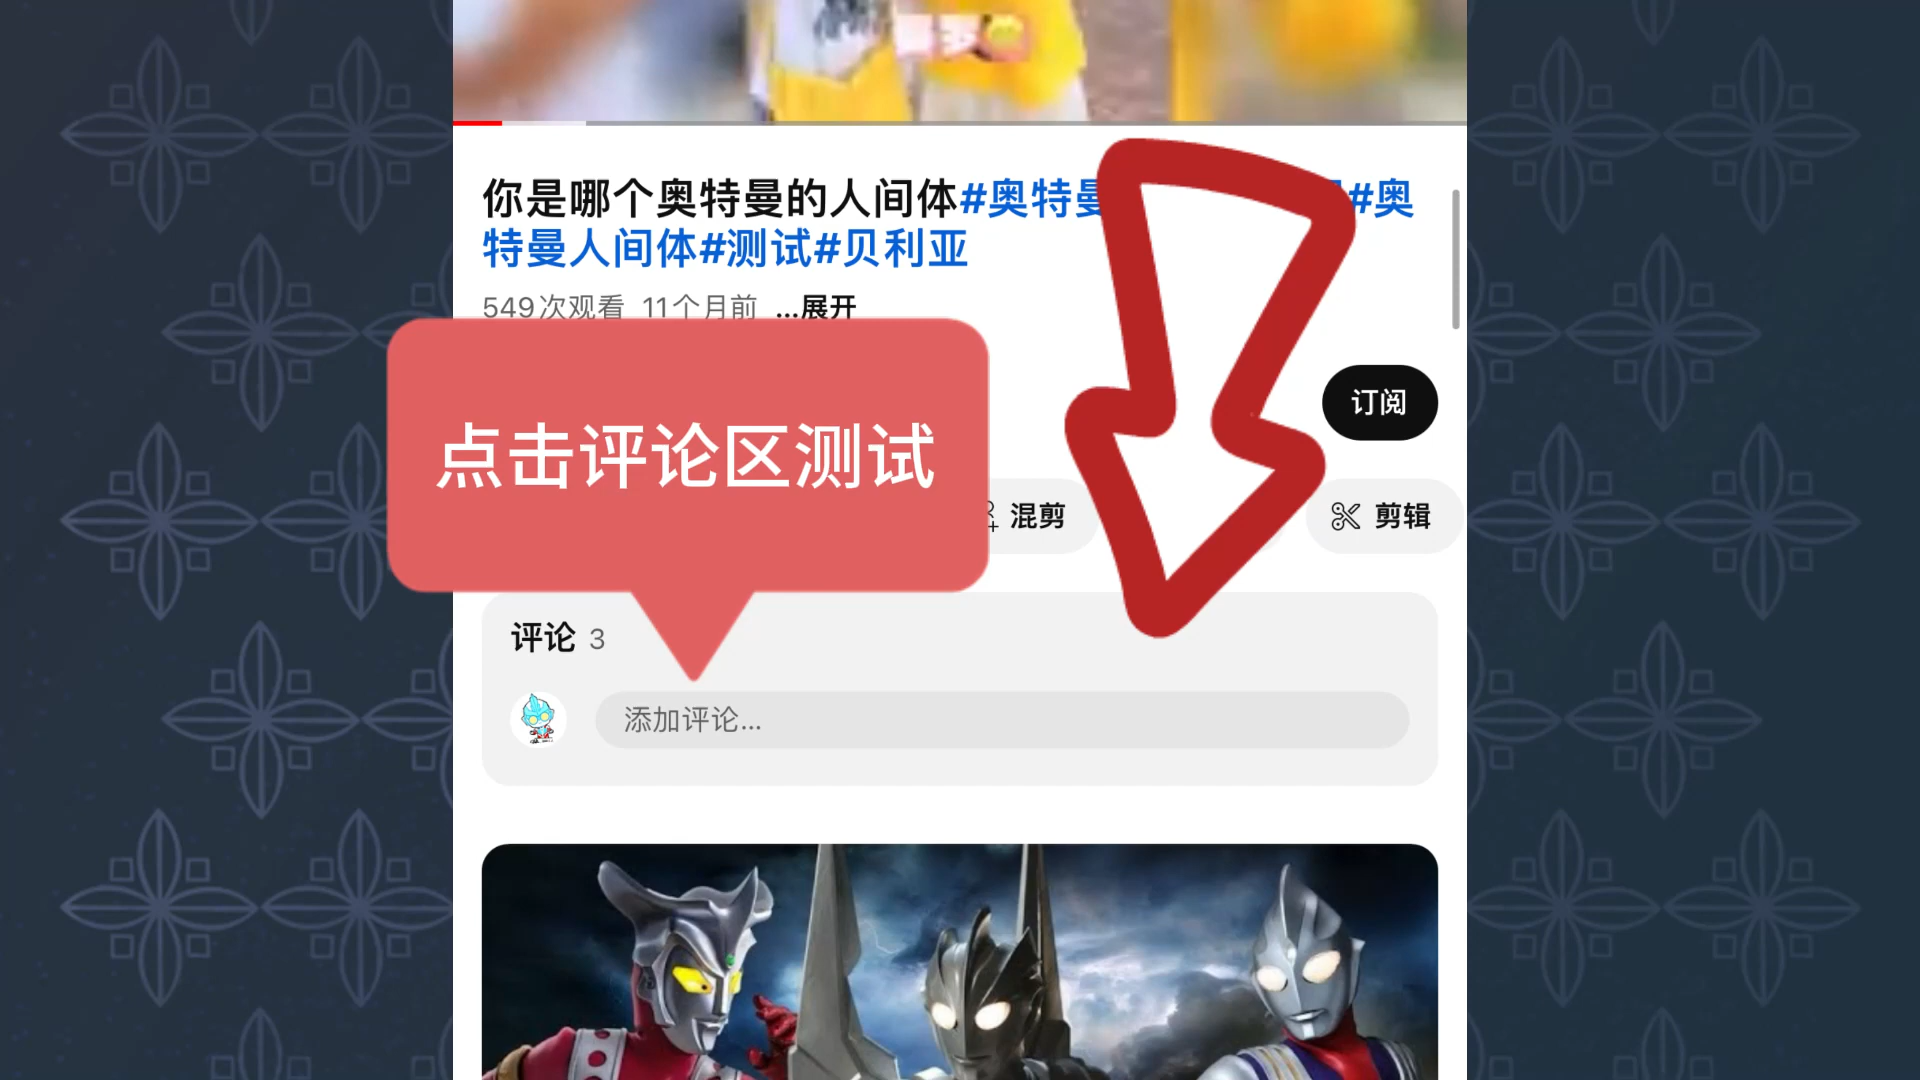 你是哪个奥特曼的人间体#奥特曼 #奥
特曼人间体#测试#贝利亚
549次观看 11个月前 ...展开
订阅
点击评论区测试
混剪
剪辑
评论 3
添加评论...